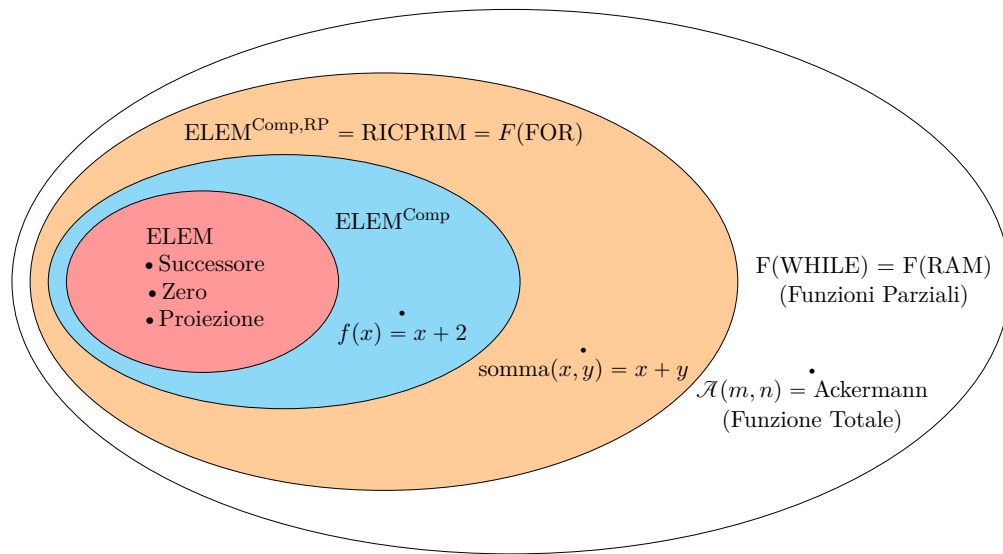 ELEM^Comp,RP = RICPRIM = F(FOR)
ELEM^Comp
ELEM
• Successore
• Zero
• Proiezione
f(x) = x + 2
somma(x, y) = x + y
F(WHILE) = F(RAM)
(Funzioni Parziali)
𝒜(m, n) = Ackermann
(Funzione Totale)